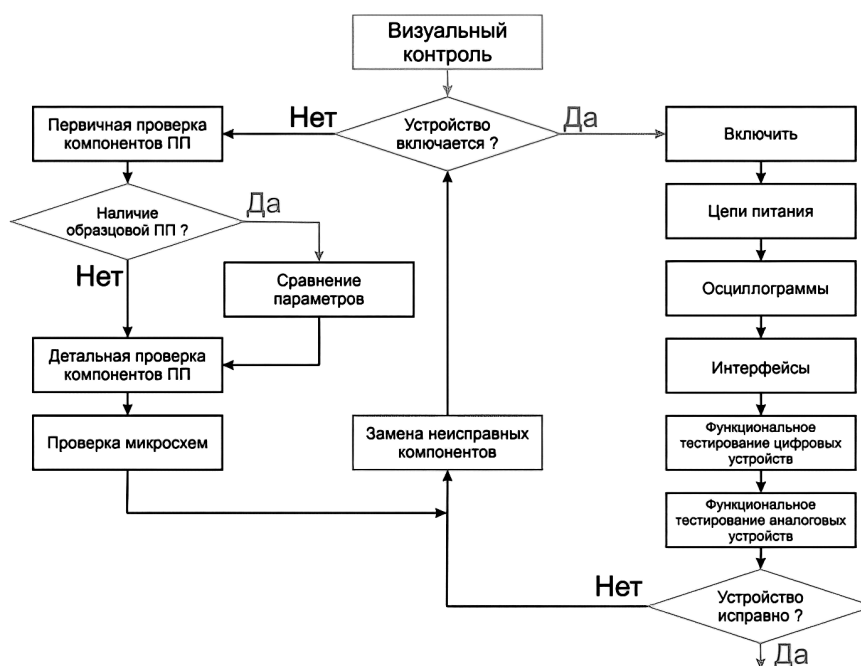 Визуальный
контроль
Нет
Устройство
включается ?
Да
Первичная проверка
компонентов ПП
Включить
Наличие
образцовой ПП ?
Да
Нет
Цепи питания
Сравнение
параметров
Осциллограммы
Детальная проверка
компонентов ПП
Интерфейсы
Проверка микросхем
Замена неисправных
компонентов
Функциональное
тестирование цифровых
устройств
Функциональное
тестирование аналоговых
устройств
Нет
Устройство
исправно ?
Да